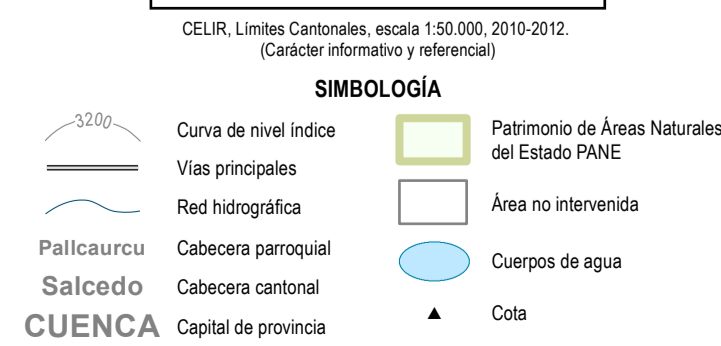 CELIR, Límites Cantonales, escala 1:50.000, 2010-2012.
(Carácter informativo y referencial)
SIMBOLOGÍA
3200
Curva de nivel índice
Vías principales
Red hidrográfica
Pallcaurcu Cabecera parroquial
Salcedo Cabecera cantonal
CUENCA Capital de provincia
Patrimonio de Áreas Naturales
del Estado PANE
Área no intervenida
Cuerpos de agua
Cota